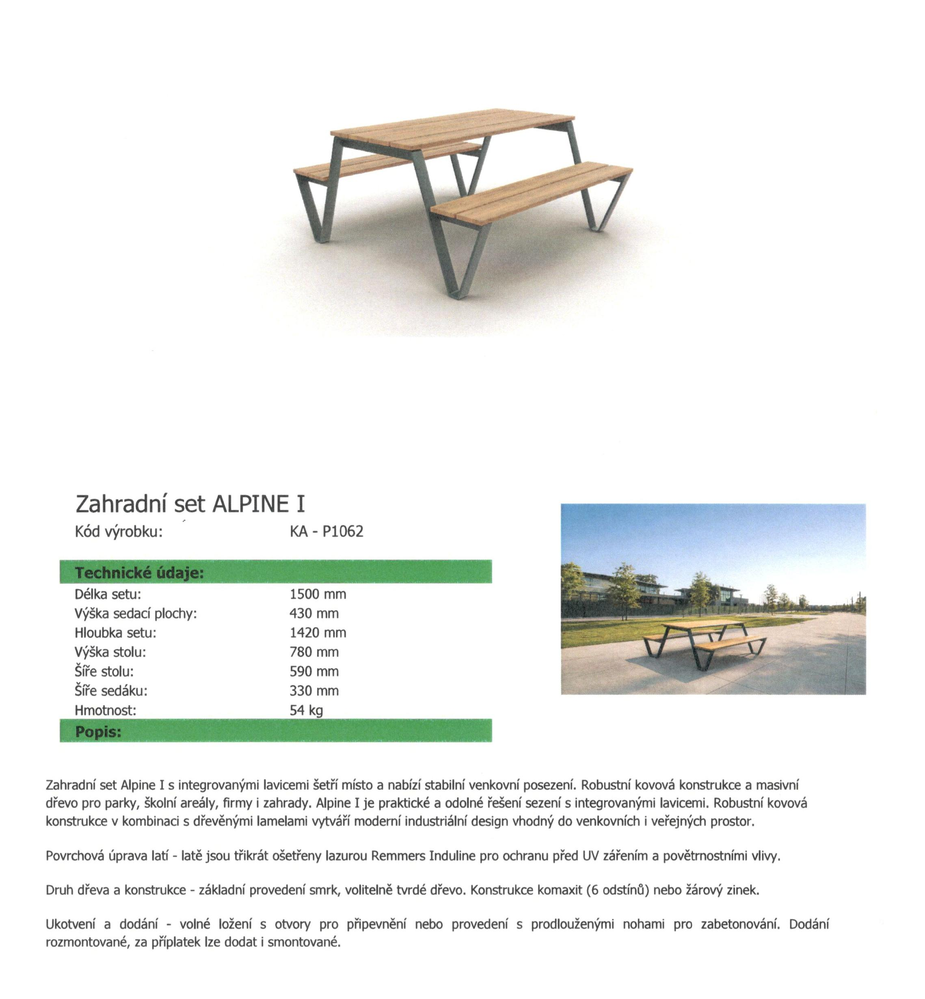 Zahradní set ALPINE I
Kód výrobku: KA - P1062
Technické údaje:
Délka setu: 1500 mm
Výška sedací plochy: 430 mm
Hloubka setu: 1420 mm
Výška stolu: 780 mm
Šíře stolu: 590 mm
Šíře sedáku: 330 mm
Hmotnost: 54 kg
Popis:
Zahradní set Alpine I s integrovanými lavicemi šetří místo a nabízí stabilní venkovní posezení. Robustní kovová konstrukce a masivní
dřevo pro parky, školní areály, firmy i zahrady. Alpine I je praktické a odolné řešení sezení s integrovanými lavicemi. Robustní kovová
konstrukce v kombinaci s dřevěnými lamelami vytváří moderní industriální design vhodný do venkovních i veřejných prostor.
Povrchová úprava latí - latě jsou třikrát ošetřeny lazurou Remmers Induline pro ochranu před UV zářením a povětrnostními vlivy.
Druh dřeva a konstrukce - základní provedení smrk, volitelně tvrdé dřevo. Konstrukce komaxit (6 odstínů) nebo žárový zinek.
Ukotvení a dodání - volné ložení s otvory pro připevnění nebo provedení s prodlouženými nohami pro zabetonování. Dodání
rozmontované, za příplatek lze dodat i smontované.